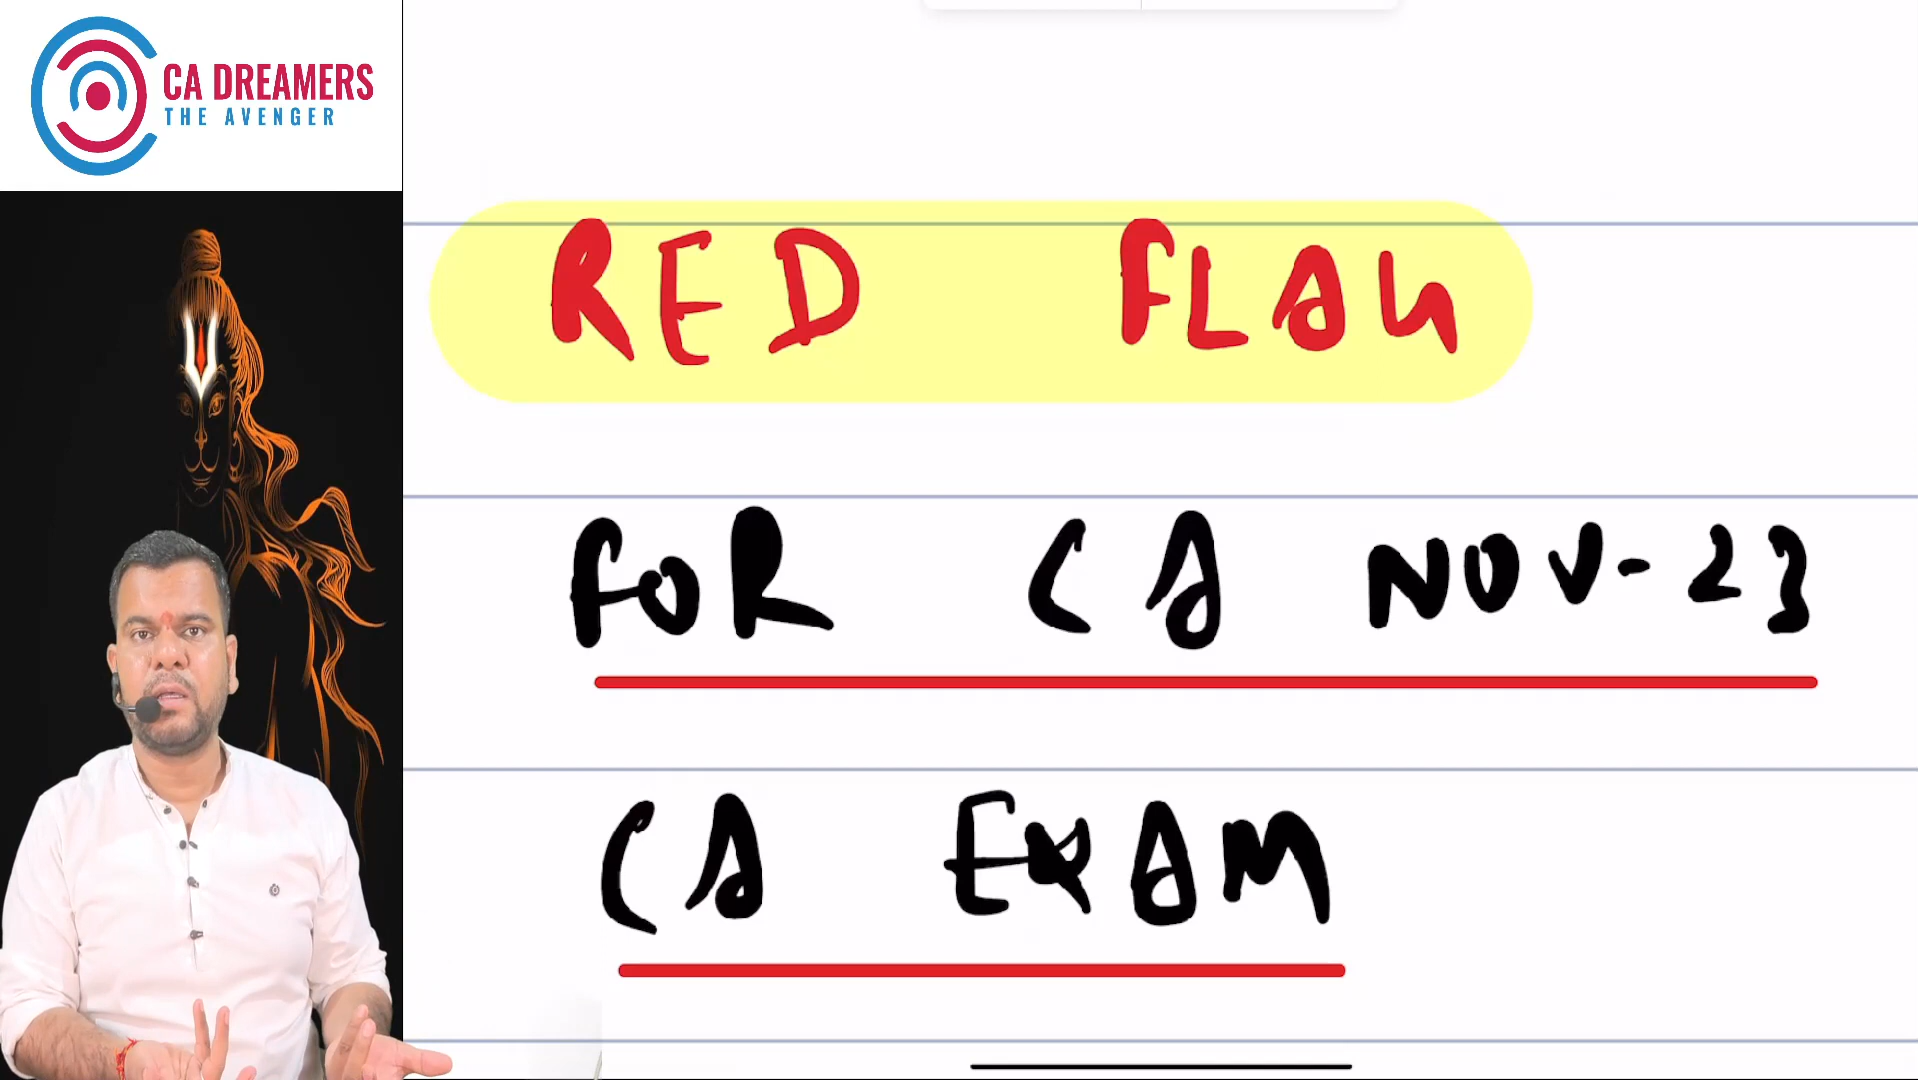 CA DREAMERS
THE AVENGER
RED FLAG
FOR CA NOV-23
CA EXAM